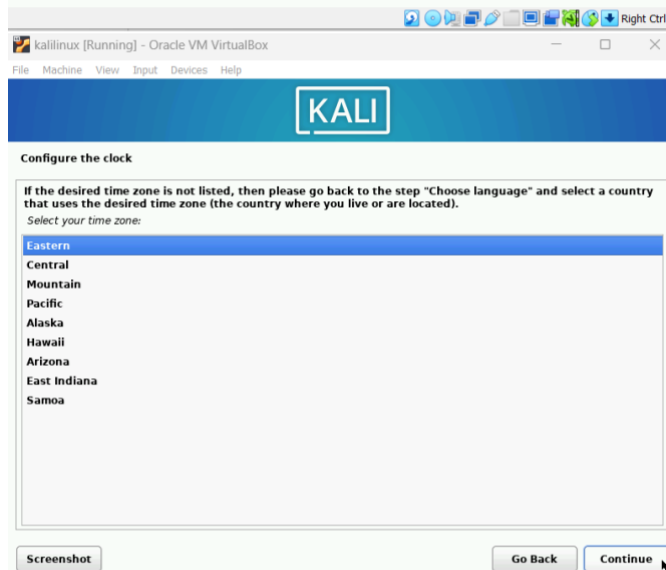 Right Ctrl
kalilinux [Running] - Oracle VM VirtualBox
File Machine View Input Devices Help
KALI
Configure the clock
If the desired time zone is not listed, then please go back to the step "Choose language" and select a country
that uses the desired time zone (the country where you live or are located).
Select your time zone:
Eastern
Central
Mountain
Pacific
Alaska
Hawaii
Arizona
East Indiana
Samoa
Screenshot Go Back Continue